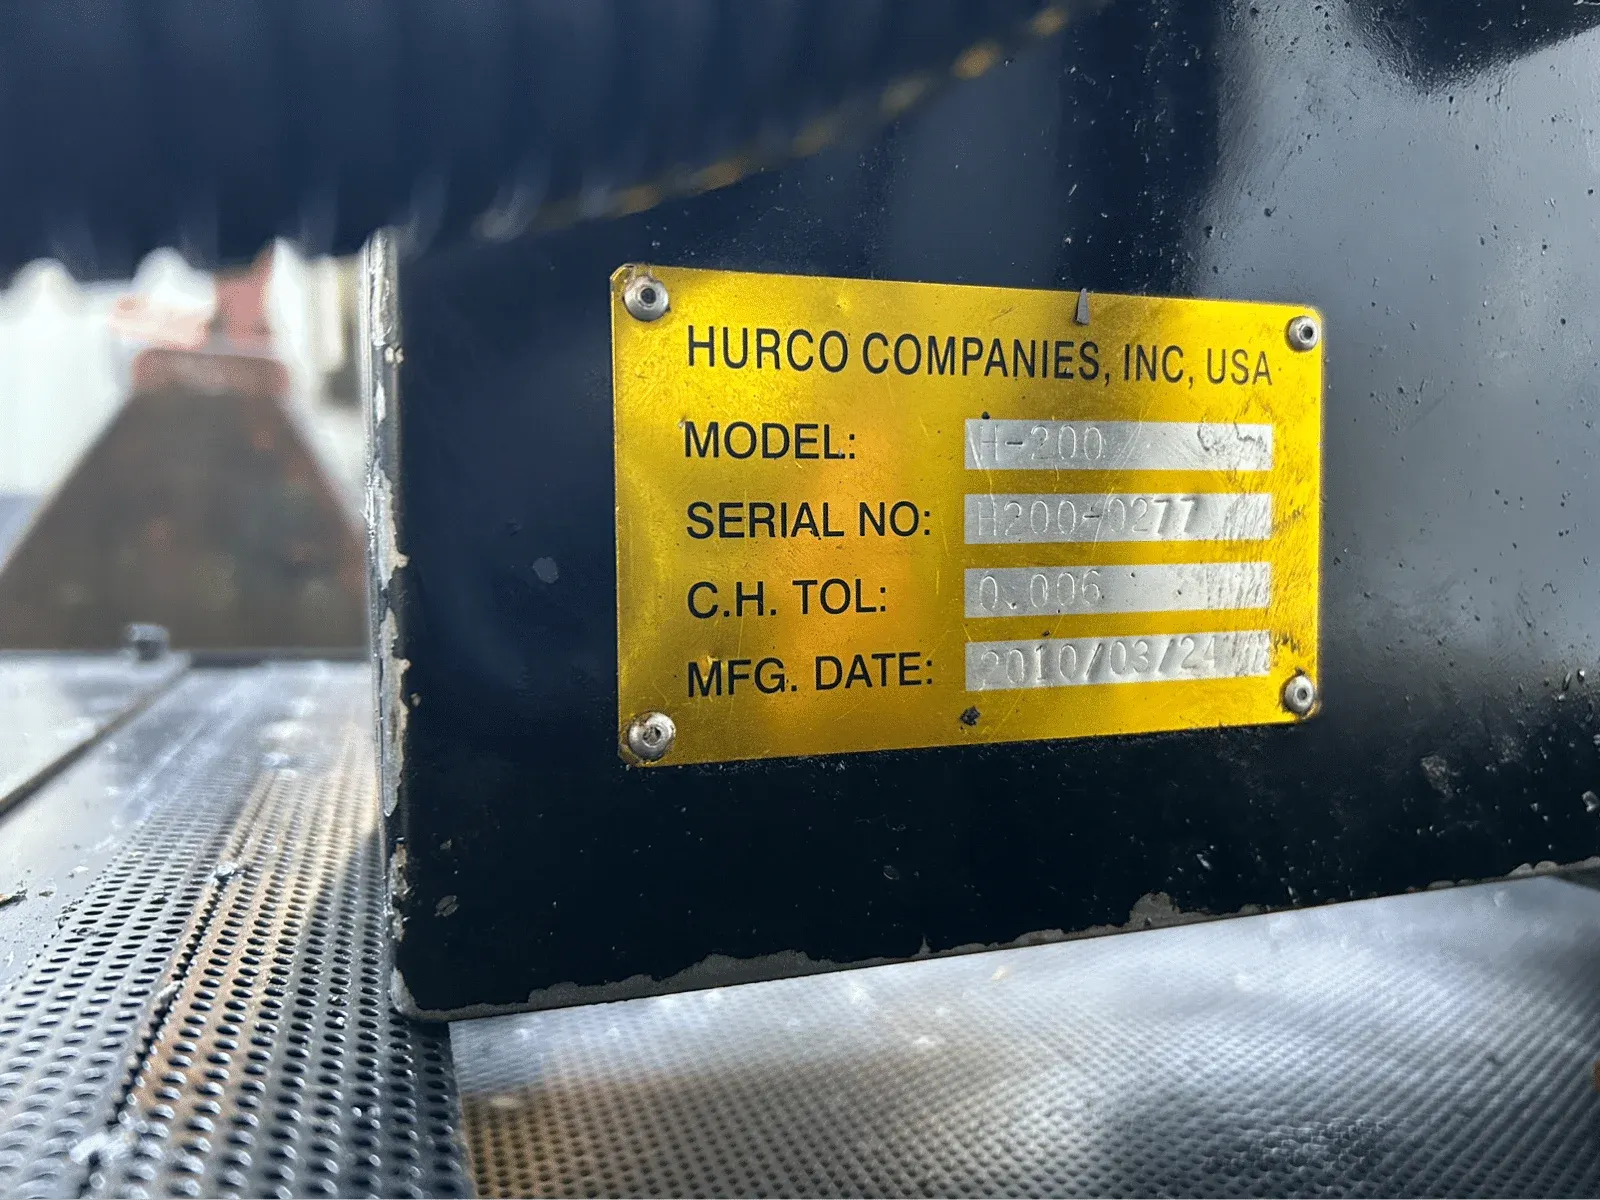 HURCO COMPANIES, INC, USA
MODEL: H-200
SERIAL NO: H200-0277
C.H. TOL: 0.006
MFG. DATE: 2010/03/24